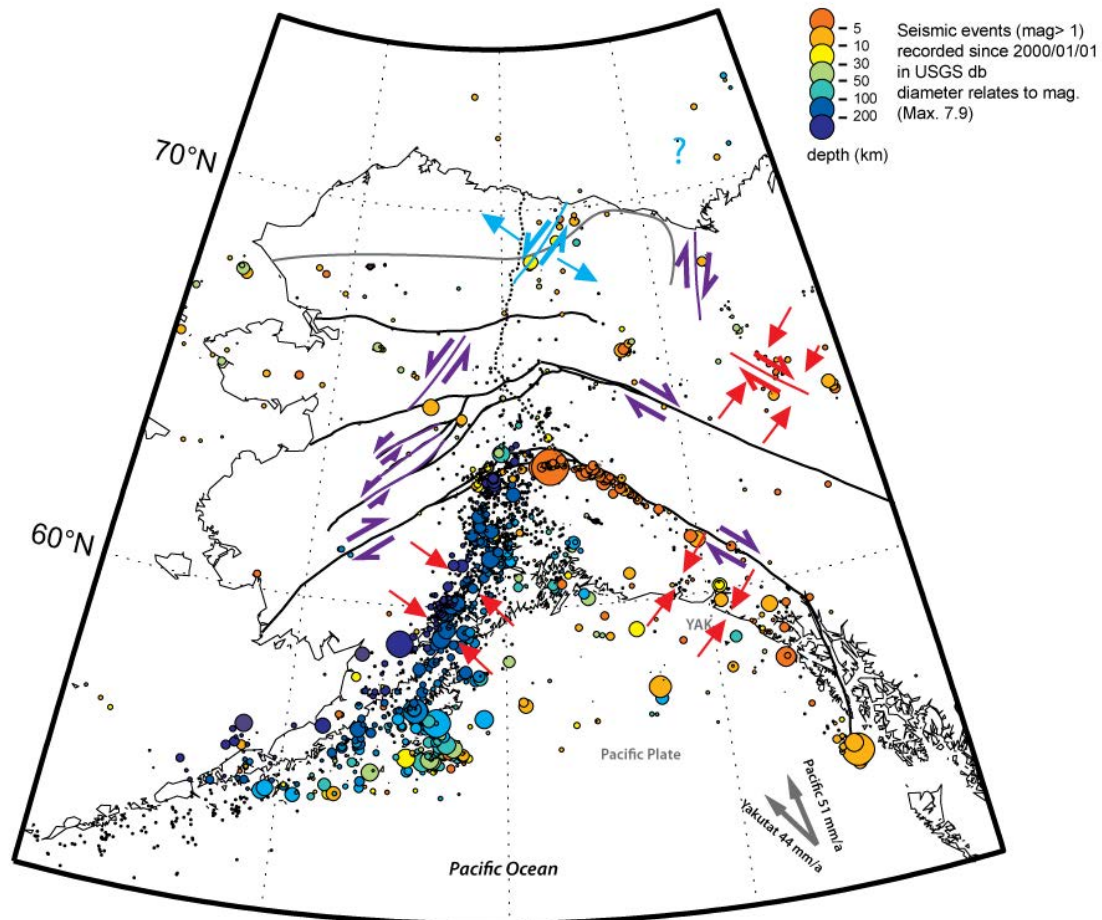 5
10
30
50
100
200
depth (km)
Seismic events (mag> 1)
recorded since 2000/01/01
in USGS db
diameter relates to mag.
(Max. 7.9)
70°N
?
60°N
YAK
Pacific Plate
Pacific 51 mm/a
Yakutat 44 mm/a
Pacific Ocean